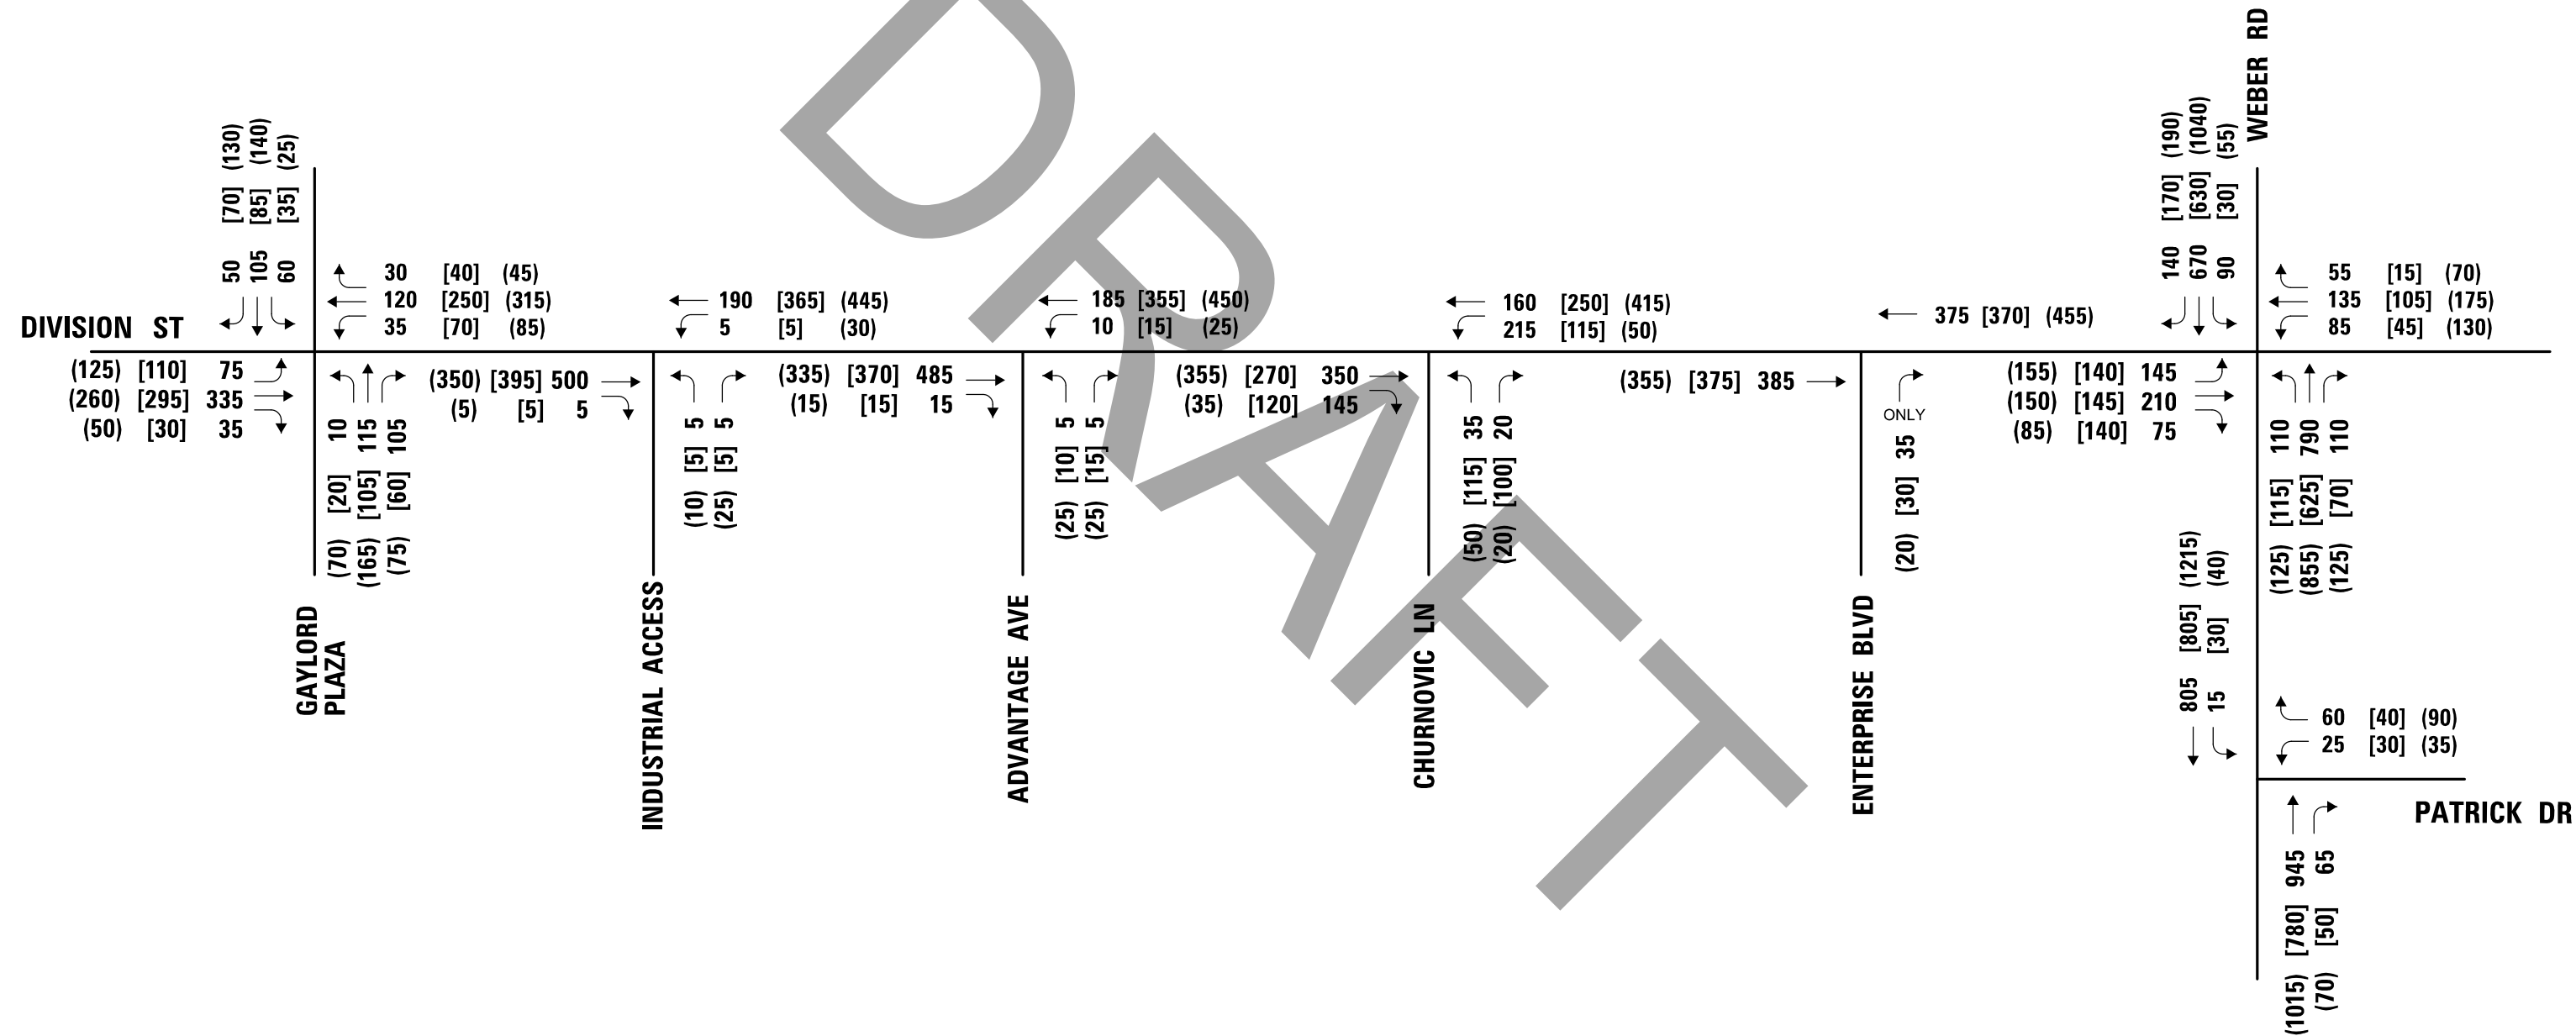 WEBER RD
(130)
(140)
(25)
[70]
[85]
[35]
50
105
60
(190)
(1040)
(55)
[170]
[630]
[30]
140
670
90
30 [40] (45)
120 [250] (315)
35 [70] (85)
190 [365] (445)
5 [5] (30)
185 [355] (450)
10 [15] (25)
160 [250] (415)
215 [115] (50)
375 [370] (455)
55 [15] (70)
135 [105] (175)
85 [45] (130)
DIVISION ST
(125) [110] 75
(260) [295] 335
(50) [30] 35
(70) [20] 10
(165) [105] 115
(75) [60] 105
(350) [395] 500
(5) [5] 5
(10) [5] 5
(25) [5] 5
(335) [370] 485
(15) [15] 15
(25) [10] 5
(25) [15] 5
(355) [270] 350
(35) [120] 145
(50) [115] 35
(20) [100] 20
(355) [375] 385
ONLY
(20) [30] 35
(155) [140] 145
(150) [145] 210
(85) [140] 75
(125) [115] 110
(855) [625] 790
(125) [70] 110
GAYLORD
PLAZA
INDUSTRIAL ACCESS
ADVANTAGE AVE
CHURNOVIC LN
ENTERPRISE BLVD
805 [805] (1215)
15 [30] (40)
60 [40] (90)
25 [30] (35)
PATRICK DR
(1015) [780] 945
(70) [50] 65
DRAFT